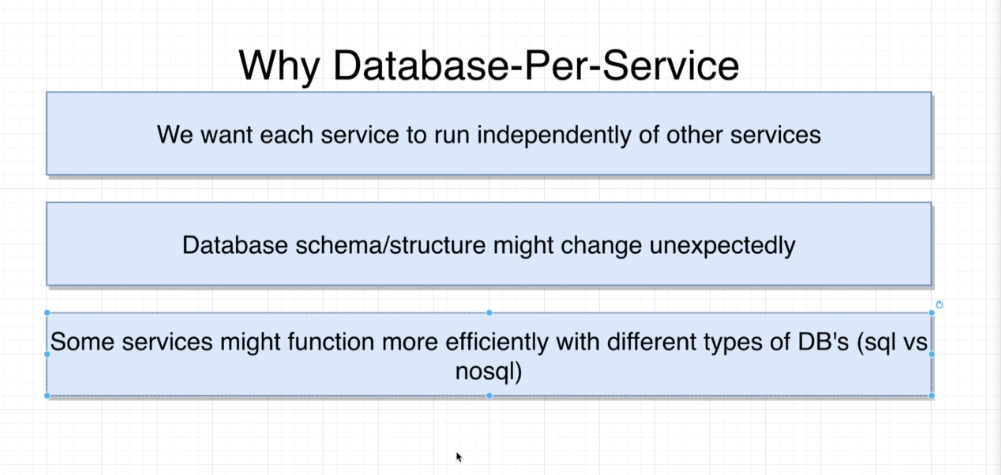 Why Database-Per-Service
We want each service to run independently of other services
Database schema/structure might change unexpectedly
Some services might function more efficiently with different types of DB's (sql vs
nosql)